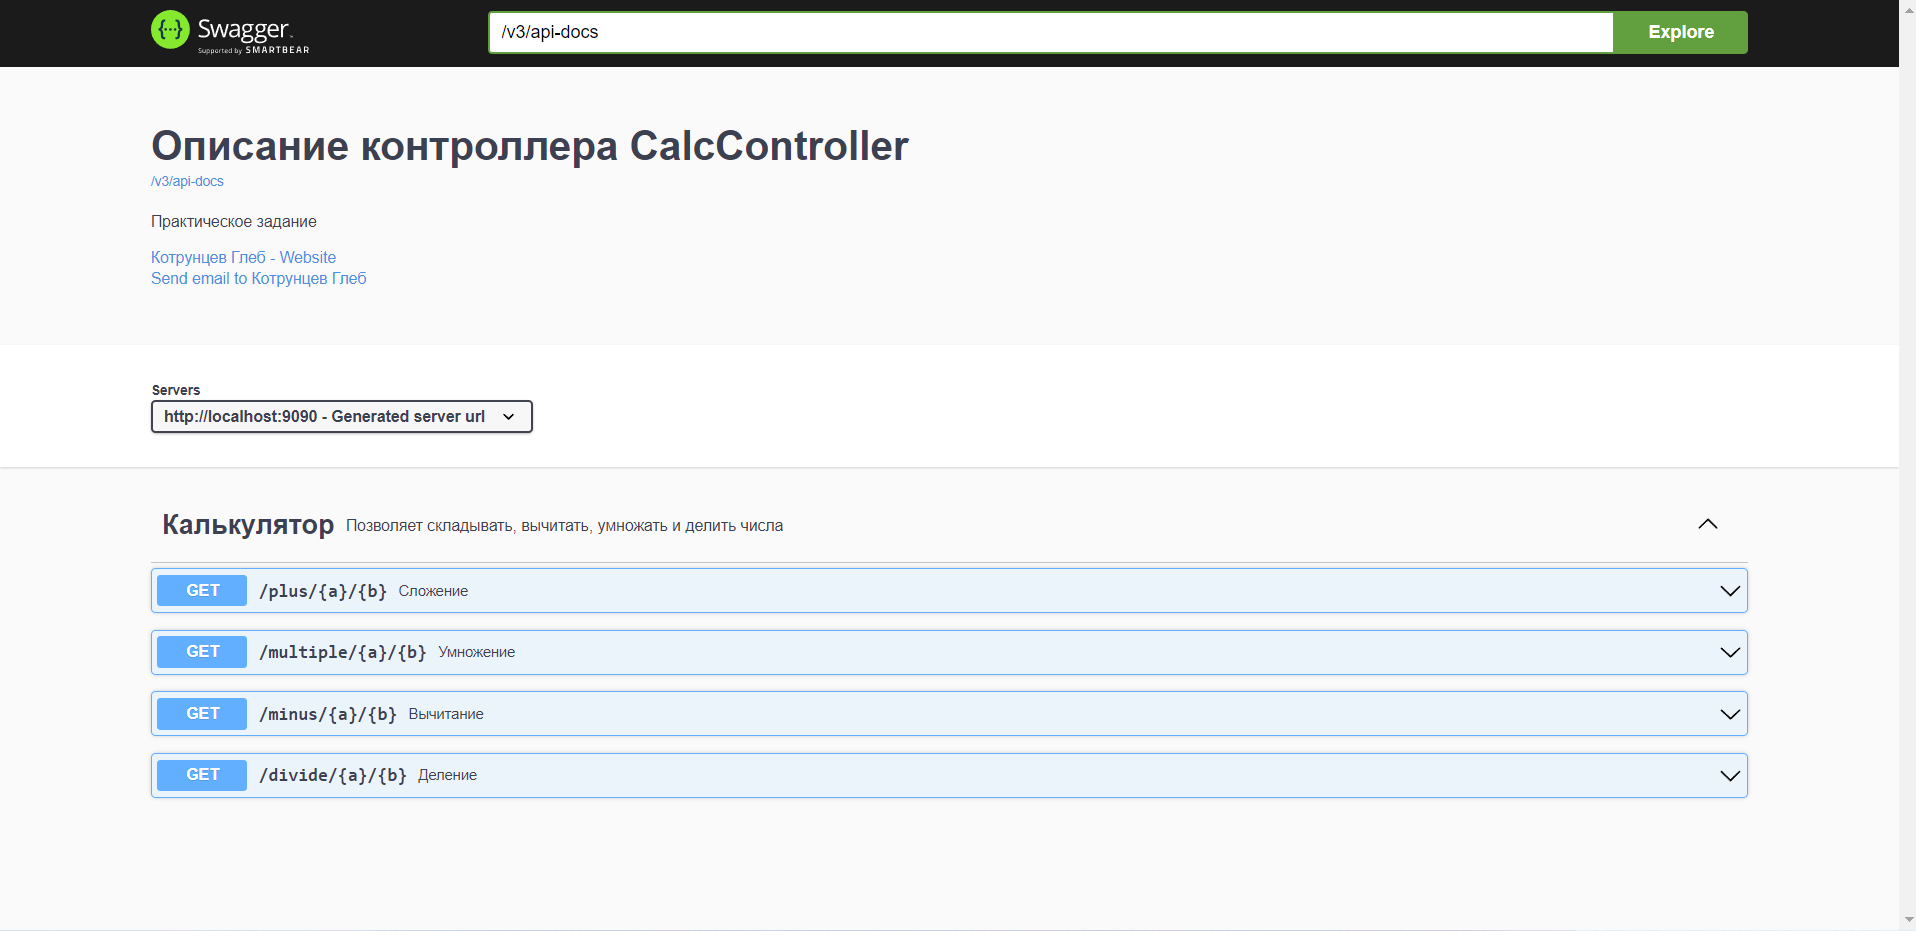 Swagger.
Supported by SMARTBEAR
/v3/api-docs
Explore
Описание контроллера CalcController
/v3/api-docs
Практическое задание
Котрунцев Глеб - Website
Send email to Котрунцев Глеб
Servers
http://localhost:9090 - Generated server url
Калькулятор Позволяет складывать, вычитать, умножать и делить числа
GET /plus/{a}/{b} Сложение
GET /multiple/{a}/{b} Умножение
GET /minus/{a}/{b} Вычитание
GET /divide/{a}/{b} Деление